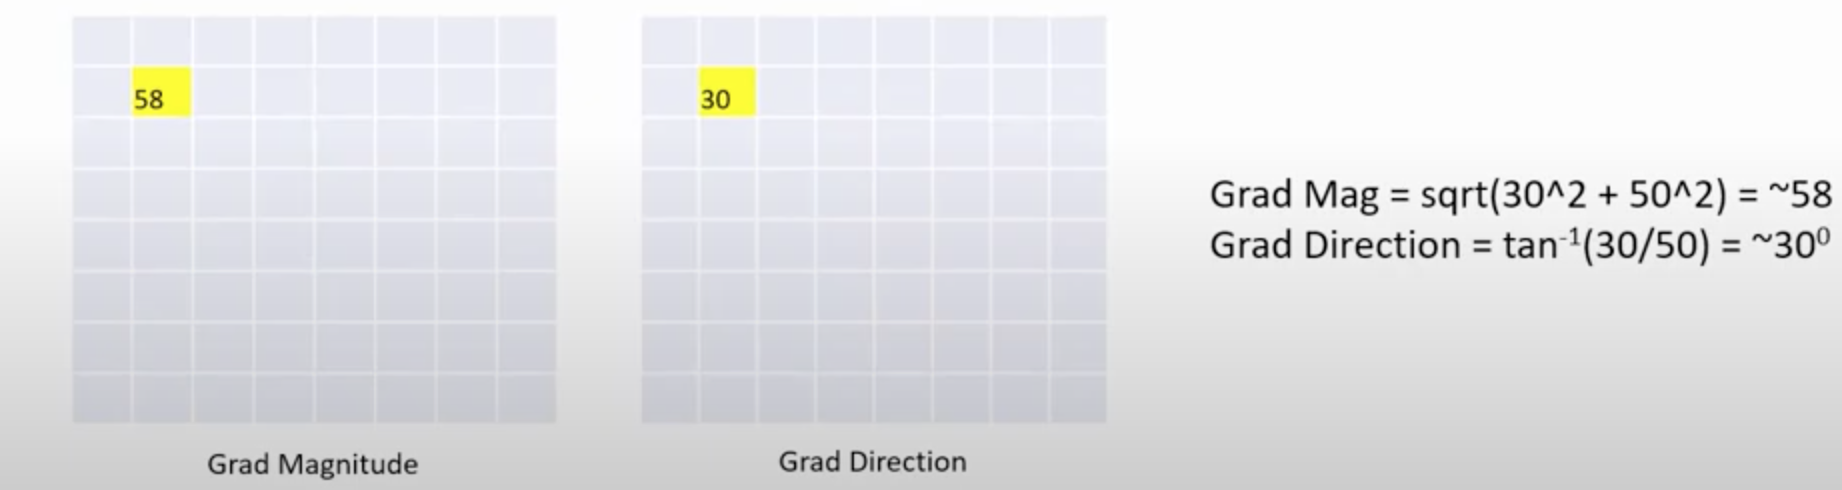 58
30
Grad Mag = sqrt(30^2 + 50^2) = ~58
Grad Direction = tan⁻¹(30/50) = ~30⁰
Grad Magnitude
Grad Direction